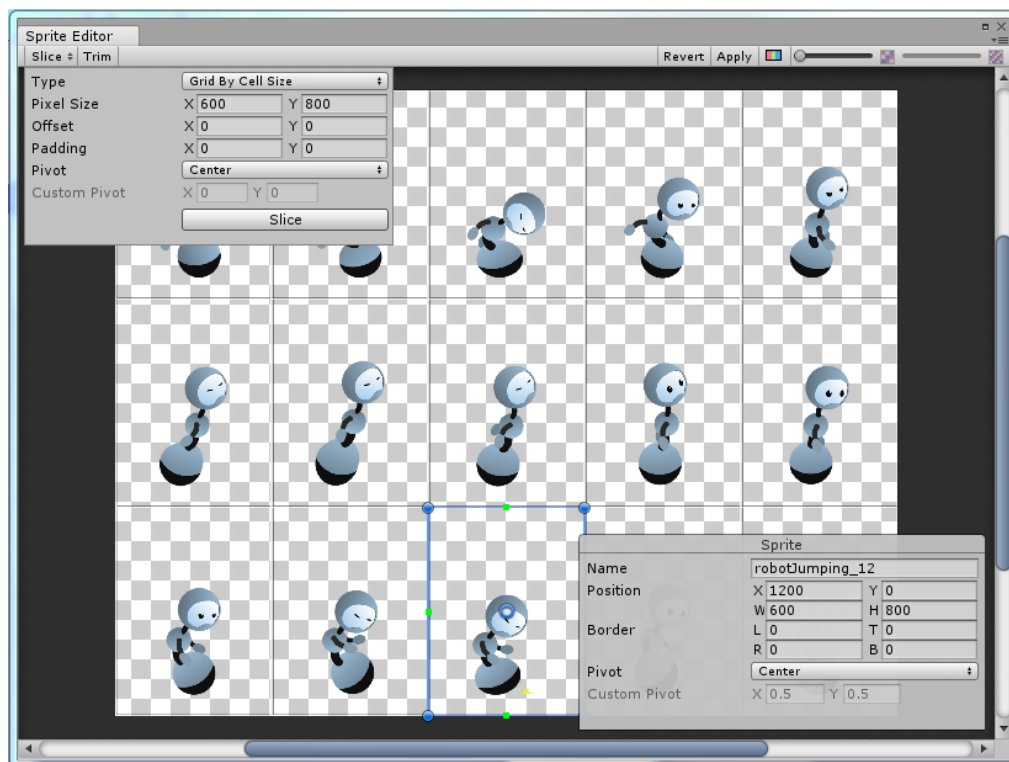 Sprite Editor
Slice Trim Revert Apply
Type Grid By Cell Size
Pixel Size X 600 Y 800
Offset X 0 Y 0
Padding X 0 Y 0
Pivot Center
Custom Pivot X 0 Y 0
Slice
Sprite
Name robotJumping_12
Position X 1200 Y 0
W 600 H 800
Border L 0 T 0
R 0 B 0
Pivot Center
Custom Pivot X 0.5 Y 0.5